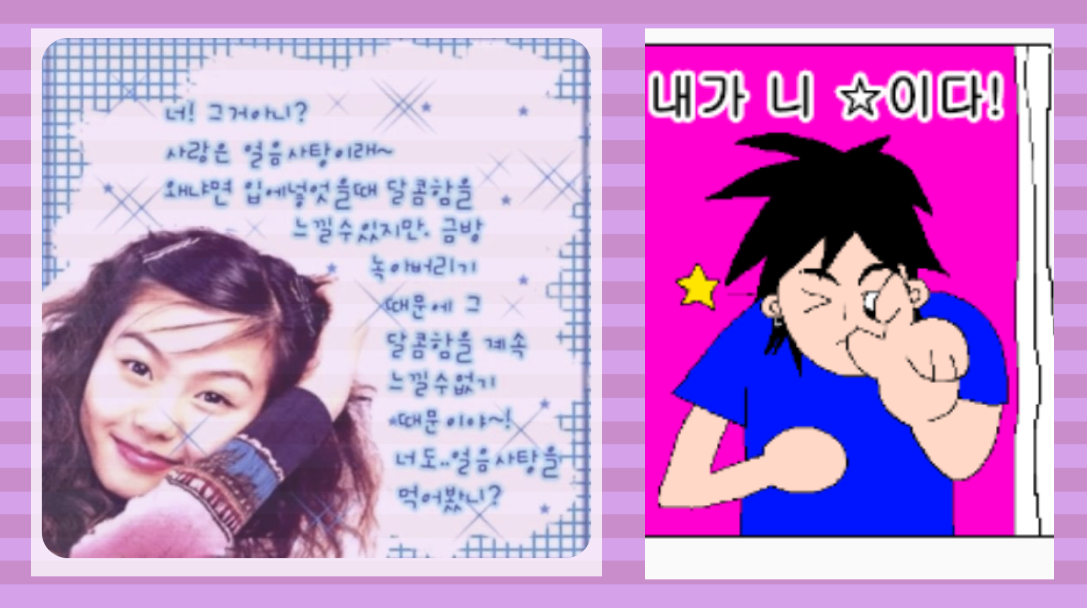 너! 그거아니?
사랑은 얼음사탕이래~
왜냐면 입에넣었을때 달콤함을
느낄수있지만. 금방
녹아버리기
때문에 그
달콤함을 계속
느낄수없기
때문이야~!
너도..얼음사탕을
먹어봤니?
내가 니 ☆이다!